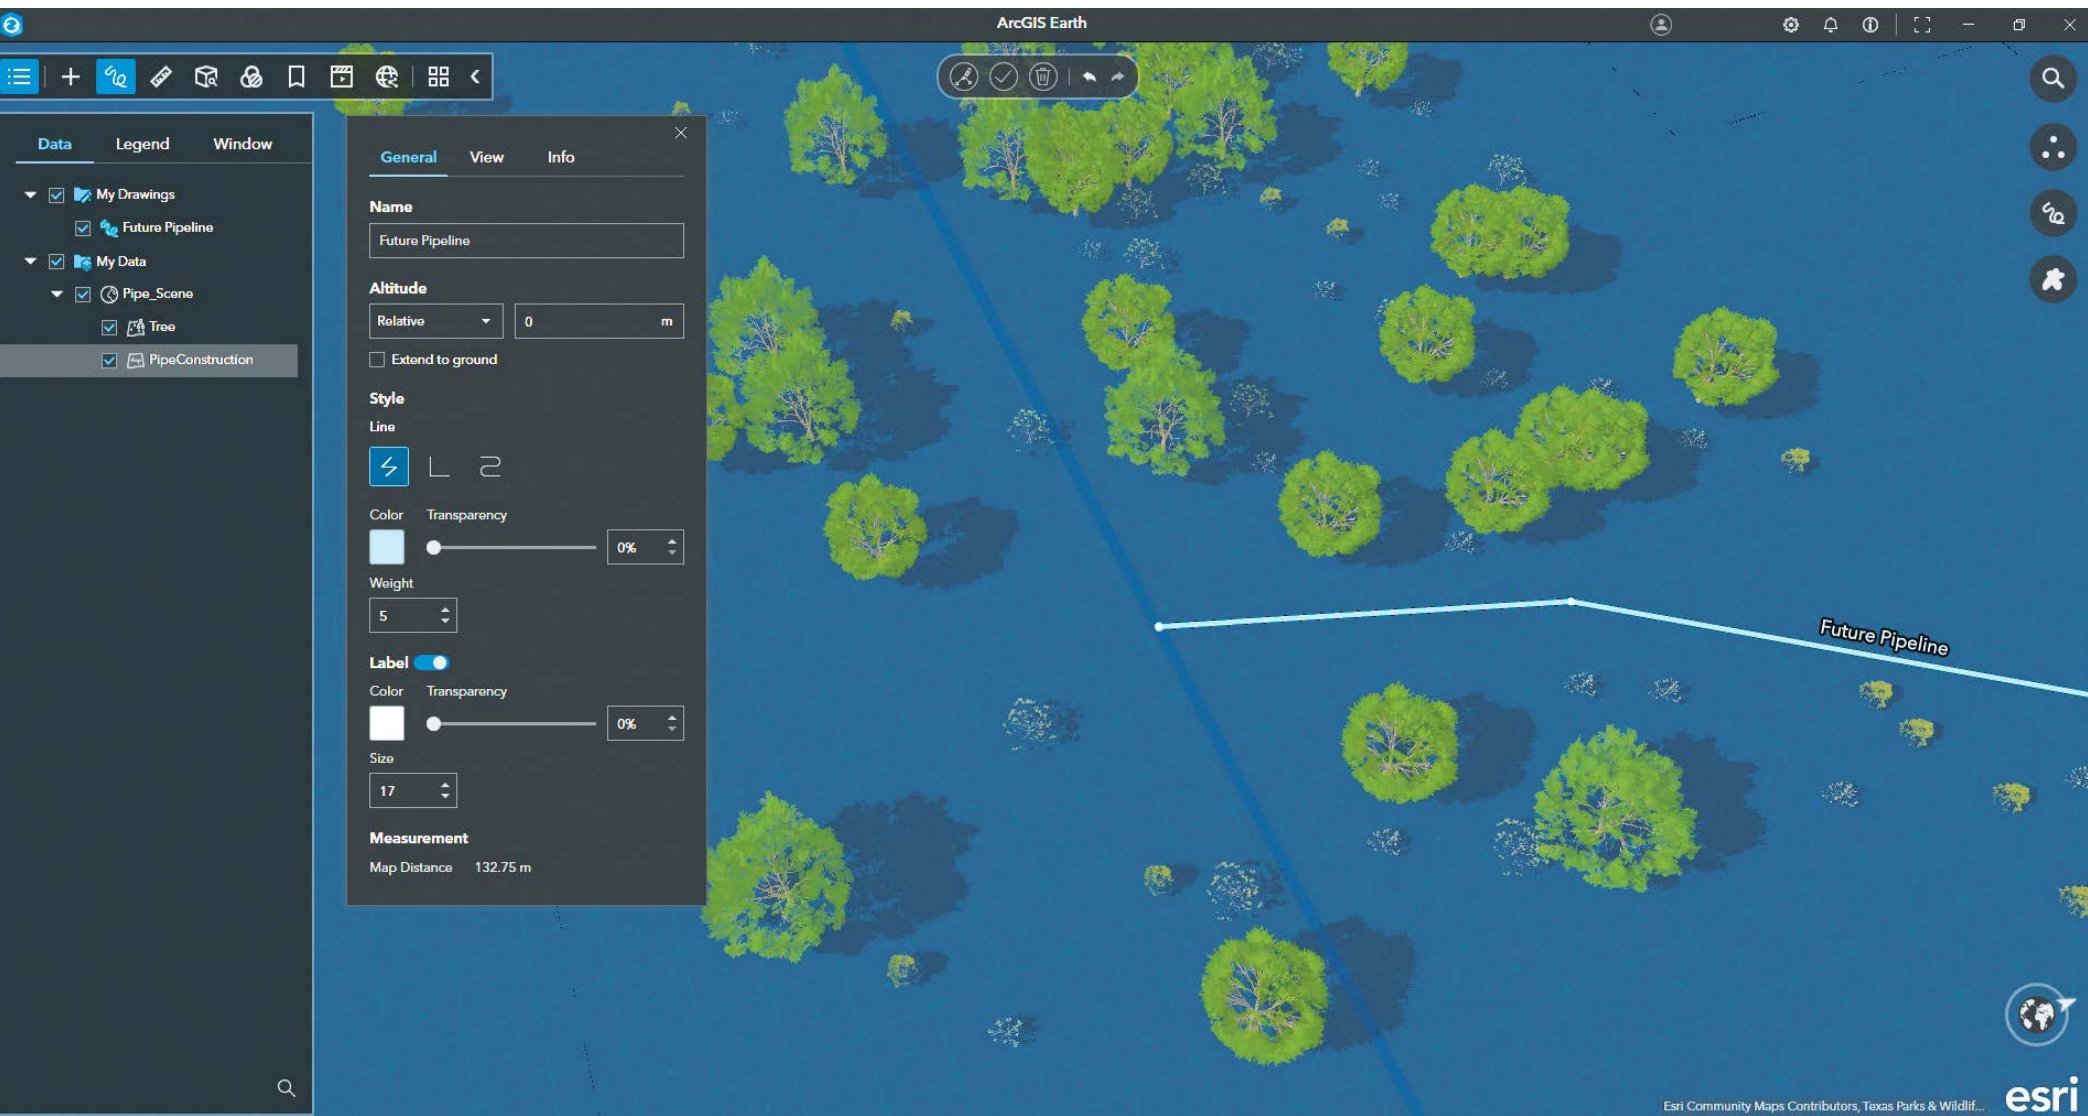 ArcGIS Earth
Data Legend Window
My Drawings
Future Pipeline
My Data
Pipe_Scene
Tree
PipeConstruction
General View Info
Name
Future Pipeline
Altitude
Relative 0 m
Extend to ground
Style
Line
Color Transparency
0%
Weight
5
Label
Color Transparency
0%
Size
17
Measurement
Map Distance 132.75 m
Future Pipeline
Esri Community Maps Contributors, Texas Parks & Wildlif...
esri